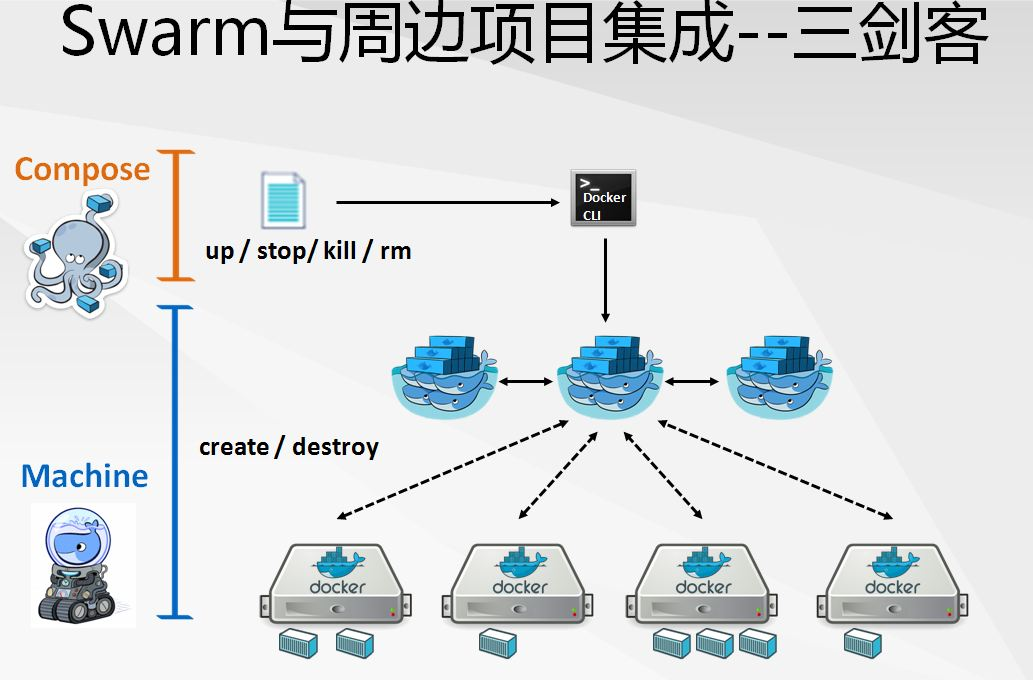 Swarm与周边项目集成--三剑客
Compose
>_
Docker
CLI
up / stop/ kill / rm
create / destroy
Machine
docker
docker
docker
docker